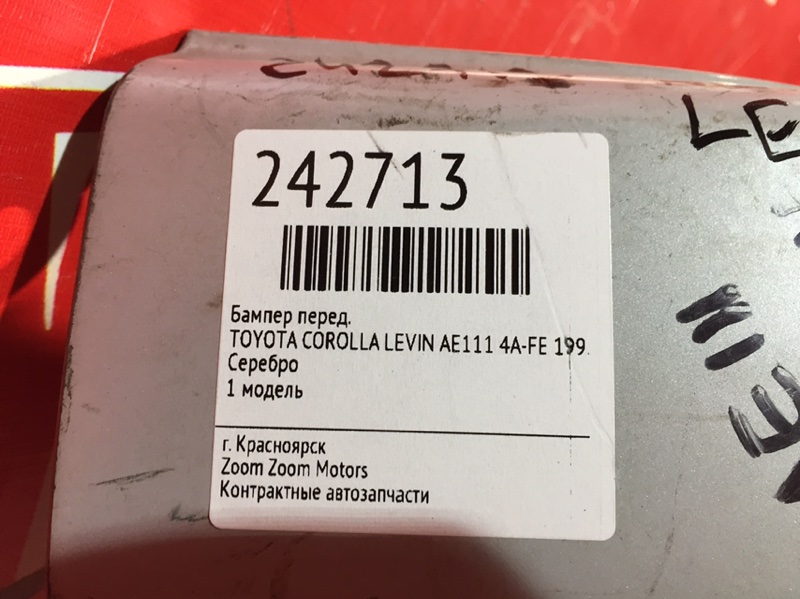 242713
Бампер перед.
TOYOTA COROLLA LEVIN AE111 4A-FE 199
Серебро
1 модель
г. Красноярск
Zoom Zoom Motors
Контрактные автозапчасти